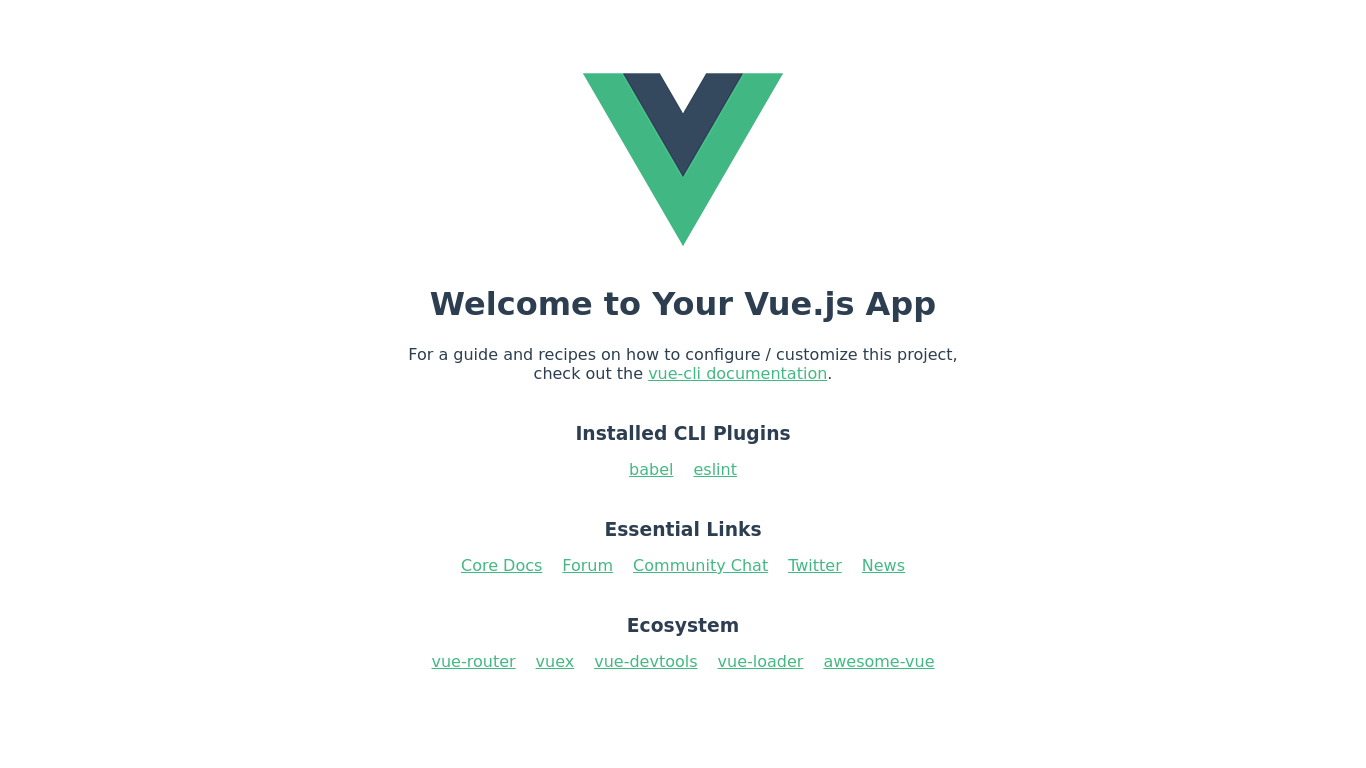 Welcome to Your Vue.js App
For a guide and recipes on how to configure / customize this project,
check out the vue-cli documentation.
Installed CLI Plugins
babel eslint
Essential Links
Core Docs Forum Community Chat Twitter News
Ecosystem
vue-router vuex vue-devtools vue-loader awesome-vue